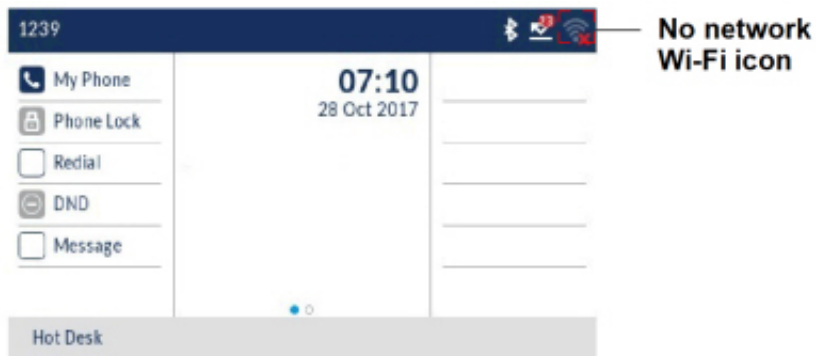 1239
13
No network
Wi-Fi icon
My Phone
Phone Lock
Redial
DND
Message
07:10
28 Oct 2017
Hot Desk